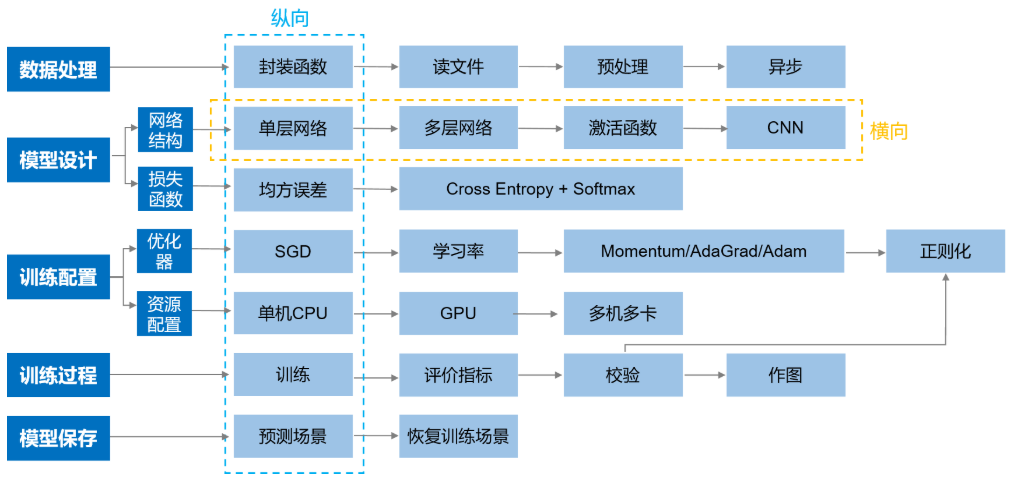 纵向
数据处理
封装函数
读文件
预处理
异步
模型设计
网络
结构
单层网络
多层网络
激活函数
CNN
横向
损失
函数
均方误差
Cross Entropy + Softmax
训练配置
优化
器
SGD
学习率
Momentum/AdaGrad/Adam
正则化
资源
配置
单机CPU
GPU
多机多卡
训练过程
训练
评价指标
校验
作图
模型保存
预测场景
恢复训练场景